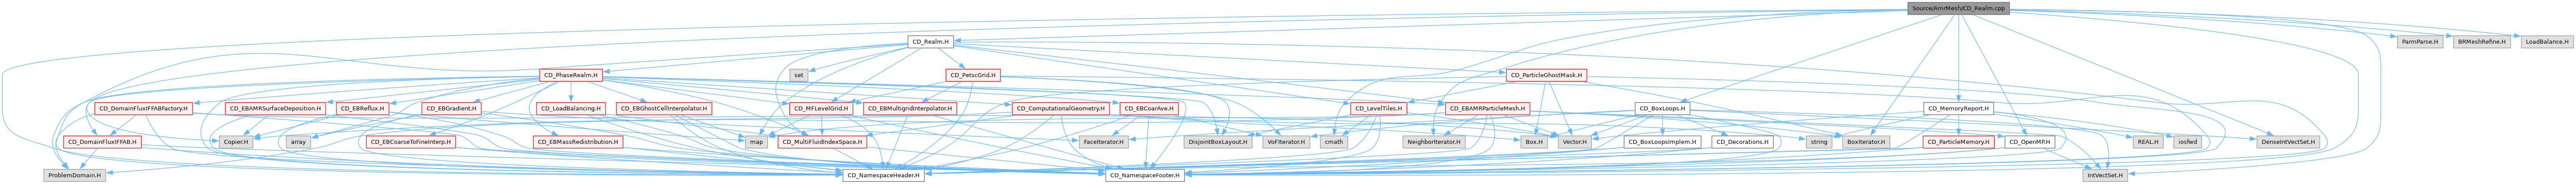 Source/AmrMesh/CD_Realm.cpp
CD_Realm.H
ParmParse.H
BRMeshRefine.H
LoadBalance.H
set
CD_PhaseRealm.H
CD_PetscGrid.H
CD_ParticleGhostMask.H
CD_DomainFluxIFFABFactory.H
CD_EBAMRSurfaceDeposition.H
CD_EBReflux.H
CD_EBGradient.H
CD_LoadBalancing.H
CD_EBGhostCellInterpolator.H
CD_MFLevelGrid.H
CD_EBMultigridInterpolator.H
CD_ComputationalGeometry.H
CD_EBCoarAve.H
CD_LevelTiles.H
CD_EBAMRParticleMesh.H
CD_BoxLoops.H
CD_MemoryReport.H
CD_DomainFluxIFFAB.H
Copier.H
array
CD_EBCoarseToFineInterp.H
CD_EBMassRedistribution.H
map
CD_MultiFluidIndexSpace.H
FaceIterator.H
DisjointBoxLayout.H
VoFIterator.H
cmath
NeighborIterator.H
Box.H
Vector.H
CD_BoxLoopsImplem.H
CD_Decorations.H
string
BoxIterator.H
CD_ParticleMemory.H
CD_OpenMP.H
REAL.H
iosfwd
DenseIntVectSet.H
ProblemDomain.H
CD_NamespaceHeader.H
CD_NamespaceFooter.H
IntVectSet.H